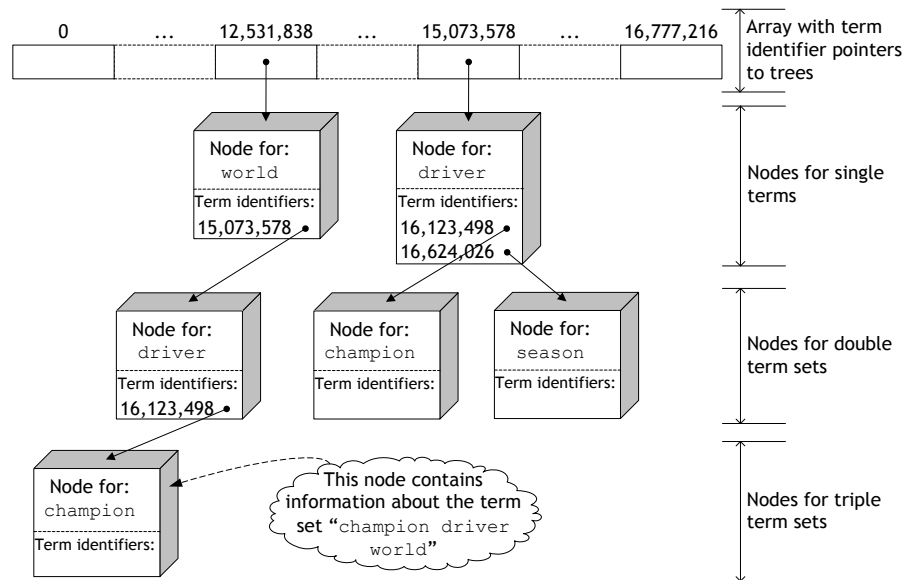 0 ... 12,531,838 ... 15,073,578 ... 16,777,216
Array with term
identifier pointers
to trees
Node for:
world
Term identifiers:
15,073,578
Node for:
driver
Term identifiers:
16,123,498
16,624,026
Nodes for single
terms
Node for:
driver
Term identifiers:
16,123,498
Node for:
champion
Term identifiers:
Node for:
season
Term identifiers:
Nodes for double
term sets
Node for:
champion
Term identifiers:
This node contains
information about the term
set “champion driver
world”
Nodes for triple
term sets